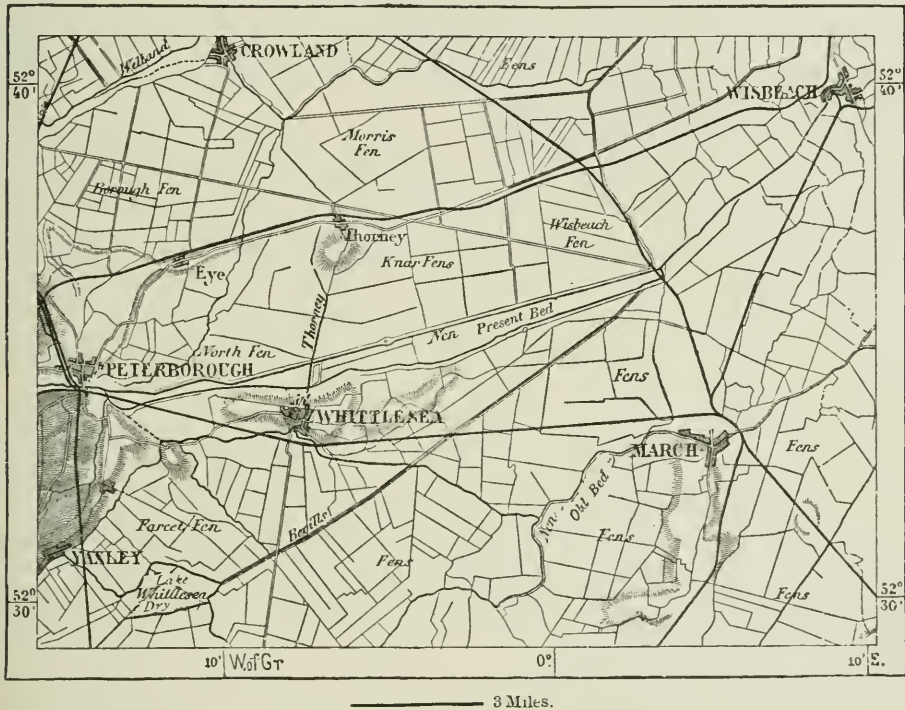 Welland
CROWLAND
Fens
52°
40'
WISBEACH
52°
40'
Morris
Fen
Borough Fen
Thorney
Wisbeach
Fen
Eye
Knar Fens
Thorney
Nen Present Bed
North Fen
PETERBOROUGH
Fens
WHITTLESEA
MARCH
Fens
Nen Old Bed
Farcet Fen
Bevills
Fens
Fens
YAXLEY
Lake
Whittlesea
Dry
Fens
52°
30'
52°
30'
10' W. of Gr
0°
10' E.
3 Miles.